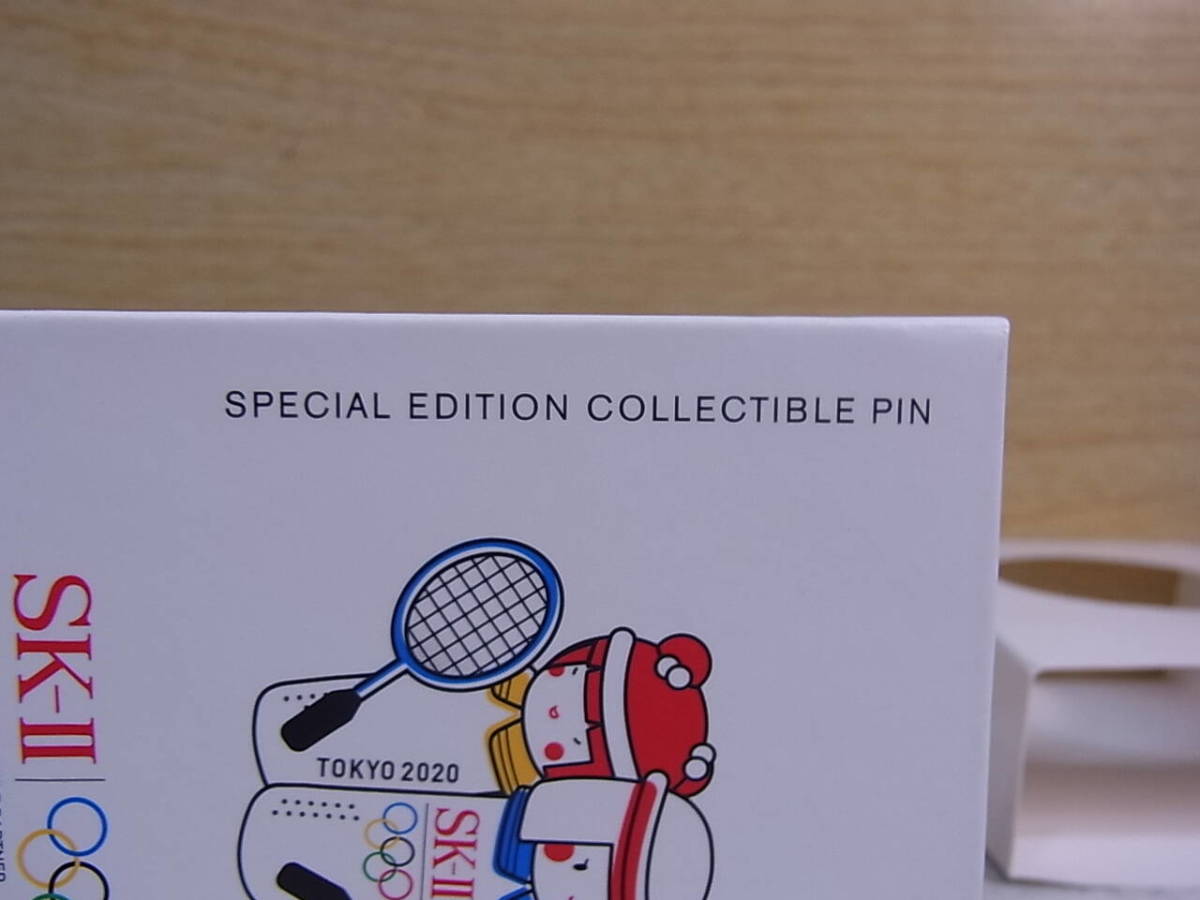 SPECIAL EDITION COLLECTIBLE PIN
SK-II
TOKYO 2020
SK-II